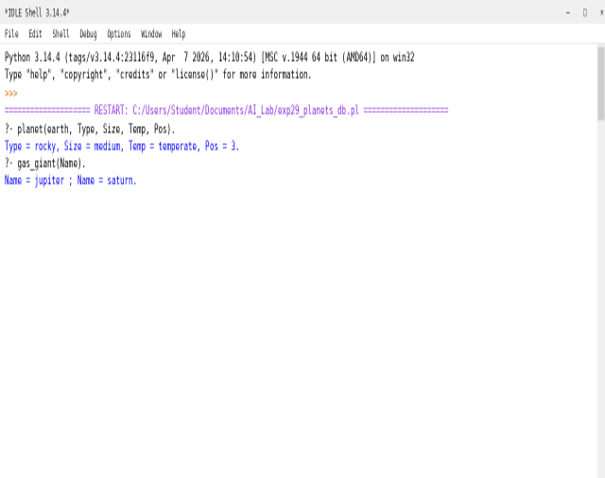 *IDLE Shell 3.14.4*
File Edit Shell Debug Options Window Help
Python 3.14.4 (tags/v3.14.4:23116f9, Apr  7 2026, 14:10:54) [MSC v.1944 64 bit (AMD64)] on win32
Type "help", "copyright", "credits" or "license()" for more information.
>>>
==================== RESTART: C:/Users/Student/Documents/AI_Lab/exp29_planets_db.pl ====================
?- planet(earth, Type, Size, Temp, Pos).
Type = rocky, Size = medium, Temp = temperate, Pos = 3.
?- gas_giant(Name).
Name = jupiter ; Name = saturn.